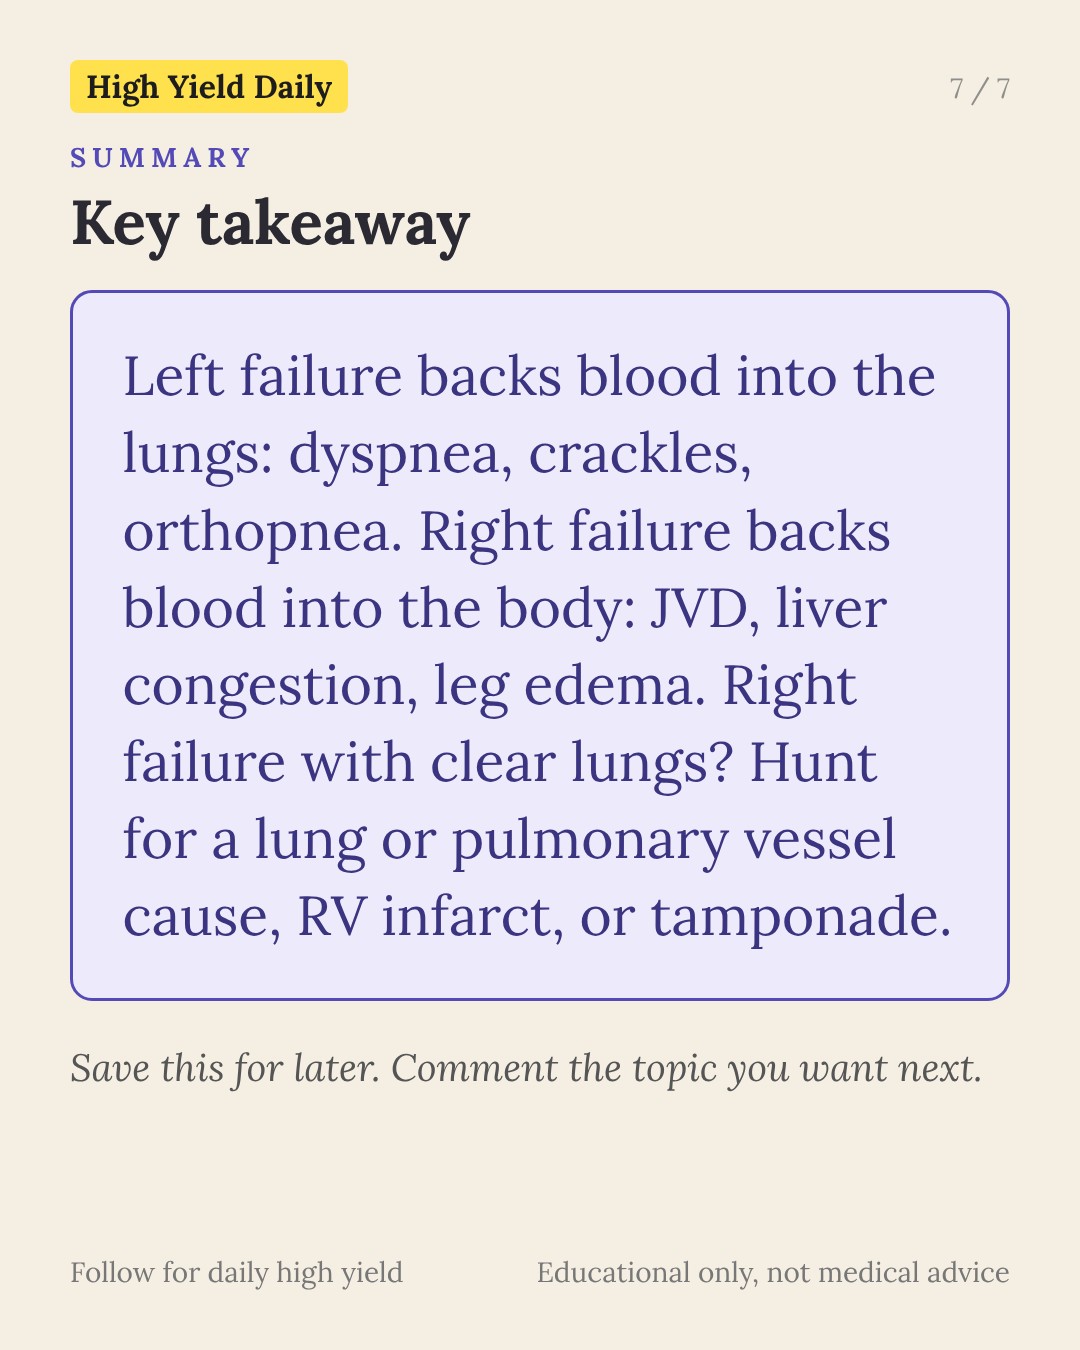 High Yield Daily
7 / 7
SUMMARY
Key takeaway
Left failure backs blood into the
lungs: dyspnea, crackles,
orthopnea. Right failure backs
blood into the body: JVD, liver
congestion, leg edema. Right
failure with clear lungs? Hunt
for a lung or pulmonary vessel
cause, RV infarct, or tamponade.
Save this for later. Comment the topic you want next.
Follow for daily high yield
Educational only, not medical advice